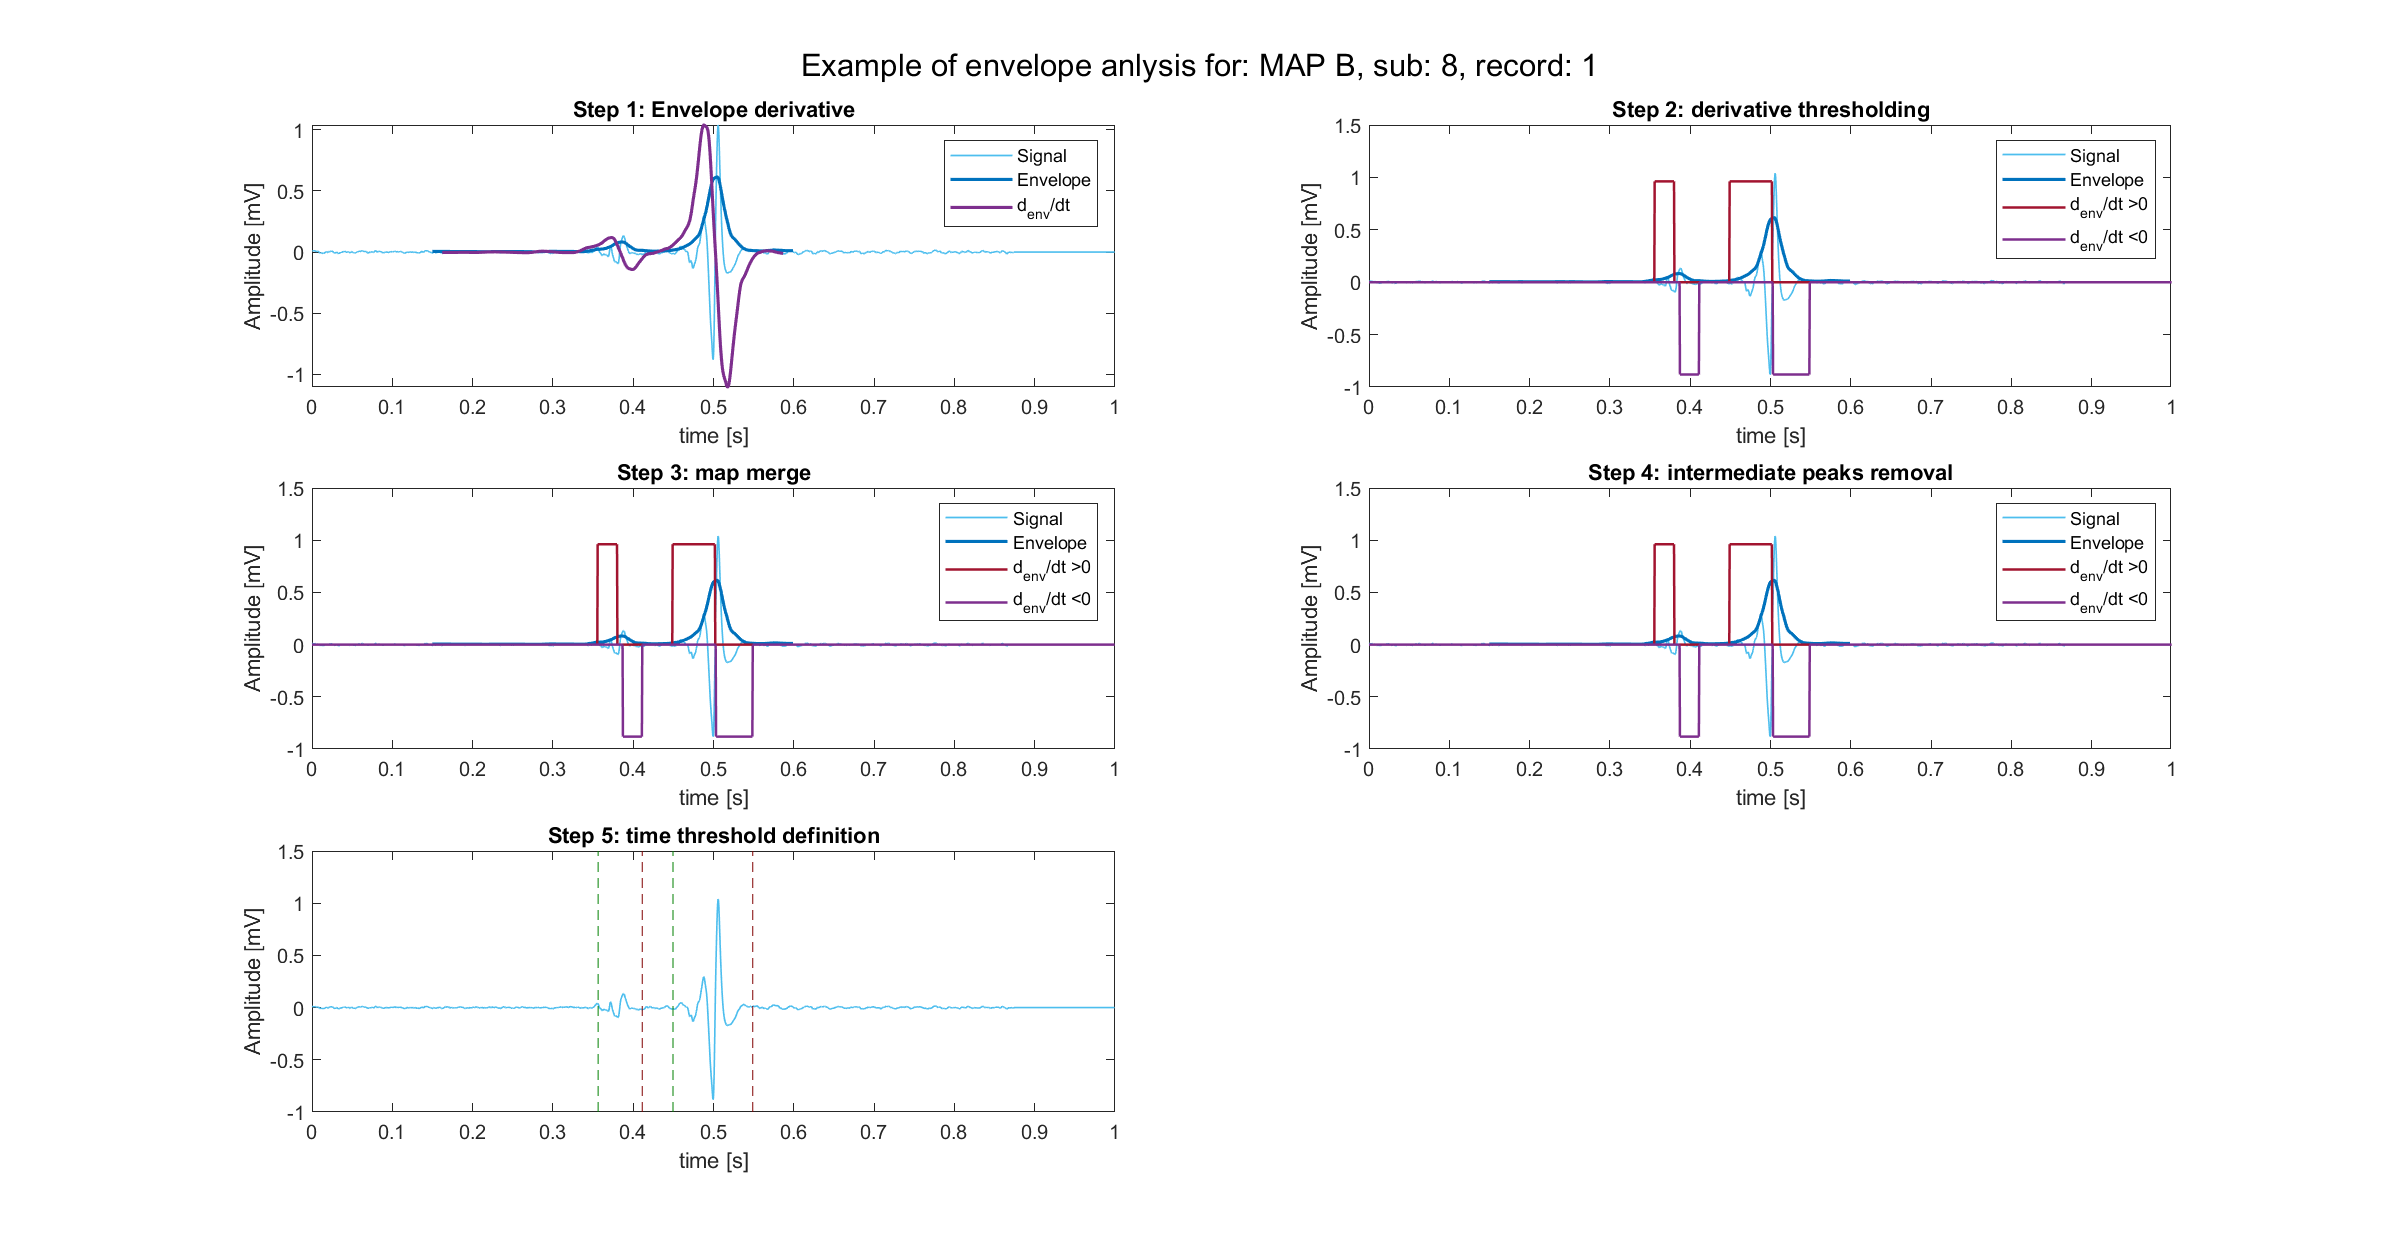 Example of envelope anlysis for: MAP B, sub: 8, record: 1
Step 1: Envelope derivative
Amplitude [mV]
1
0.5
0
-0.5
-1
Signal
Envelope
d_env/dt
0 0.1 0.2 0.3 0.4 0.5 0.6 0.7 0.8 0.9 1
time [s]
Step 2: derivative thresholding
Amplitude [mV]
1.5
1
0.5
0
-0.5
-1
Signal
Envelope
d_env/dt >0
d_env/dt <0
0 0.1 0.2 0.3 0.4 0.5 0.6 0.7 0.8 0.9 1
time [s]
Step 3: map merge
Amplitude [mV]
1.5
1
0.5
0
-0.5
-1
Signal
Envelope
d_env/dt >0
d_env/dt <0
0 0.1 0.2 0.3 0.4 0.5 0.6 0.7 0.8 0.9 1
time [s]
Step 4: intermediate peaks removal
Amplitude [mV]
1.5
1
0.5
0
-0.5
-1
Signal
Envelope
d_env/dt >0
d_env/dt <0
0 0.1 0.2 0.3 0.4 0.5 0.6 0.7 0.8 0.9 1
time [s]
Step 5: time threshold definition
Amplitude [mV]
1.5
1
0.5
0
-0.5
-1
0 0.1 0.2 0.3 0.4 0.5 0.6 0.7 0.8 0.9 1
time [s]